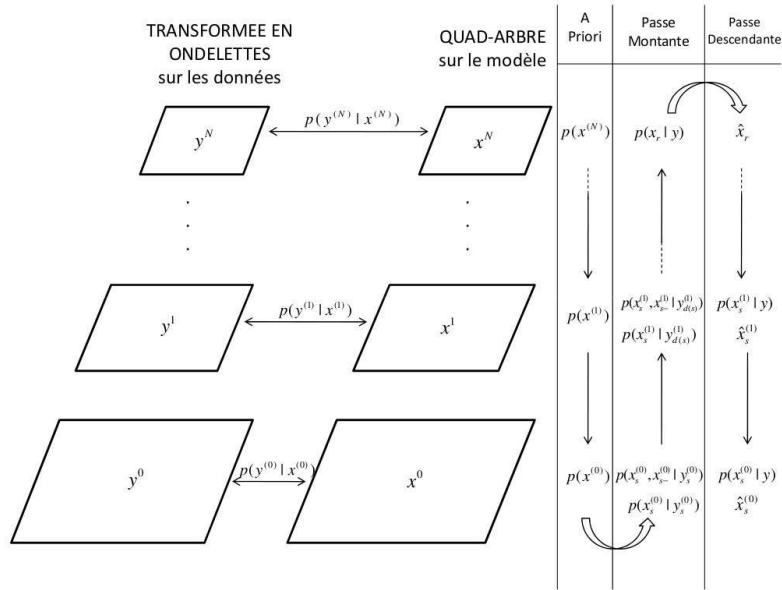 TRANSFORMEE EN
ONDELETTES
sur les données
QUAD-ARBRE
sur le modèle
A
Priori
Passe
Montante
Passe
Descendante
y^N
p(y^{(N)} | x^{(N)})
x^N
p(x^{(N)})
p(x_r | y)
x̂_r
y^1
p(y^{(1)} | x^{(1)})
x^1
p(x^{(1)})
p(x_s^{(1)}, x_{s-}^{(1)} | y_{d(s)}^{(1)})
p(x_s^{(1)} | y_{d(s)}^{(1)})
p(x_s^{(1)} | y)
x̂_s^{(1)}
y^0
p(y^{(0)} | x^{(0)})
x^0
p(x^{(0)})
p(x_s^{(0)}, x_{s-}^{(0)} | y_s^{(0)})
p(x_s^{(0)} | y_s^{(0)})
p(x_s^{(0)} | y)
x̂_s^{(0)}